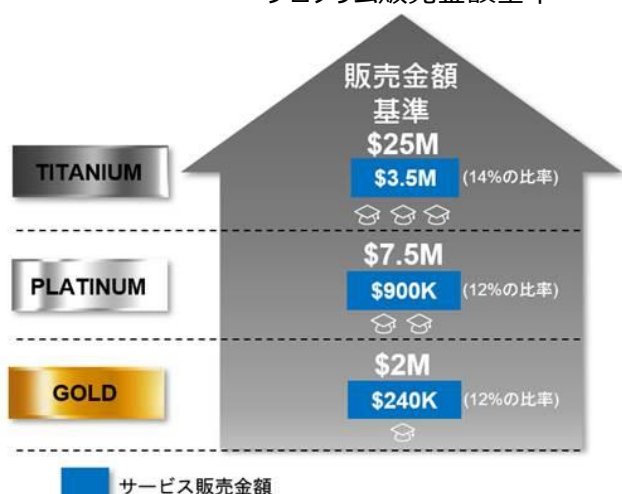 販売金額
基準
$25M
TITANIUM
$3.5M (14%の比率)
$7.5M
PLATINUM
$900K (12%の比率)
$2M
GOLD
$240K (12%の比率)
サービス販売金額